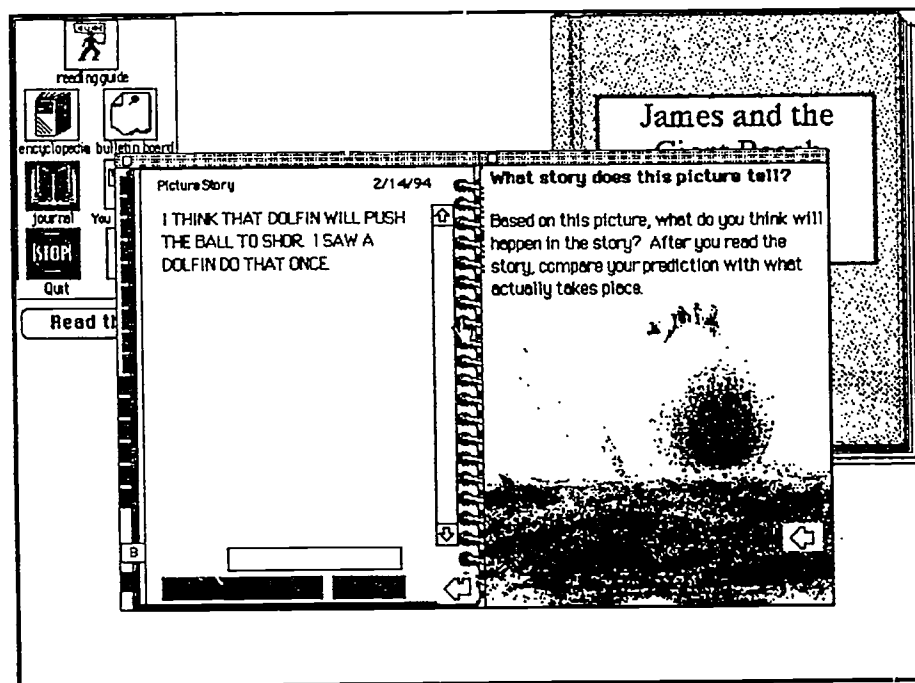 reading guide
encyclopedia bulletin board
journal You
STOP
Quit
Read th
James and the
Giant Peach
Picture Story 2/14/94
I THINK THAT DOLFIN WILL PUSH
THE BALL TO SHOR. I SAW A
DOLFIN DO THAT ONCE.
B
What story does this picture tell?
Based on this picture, what do you think will
happen in the story? After you read the
story, compare your prediction with what
actually takes place.